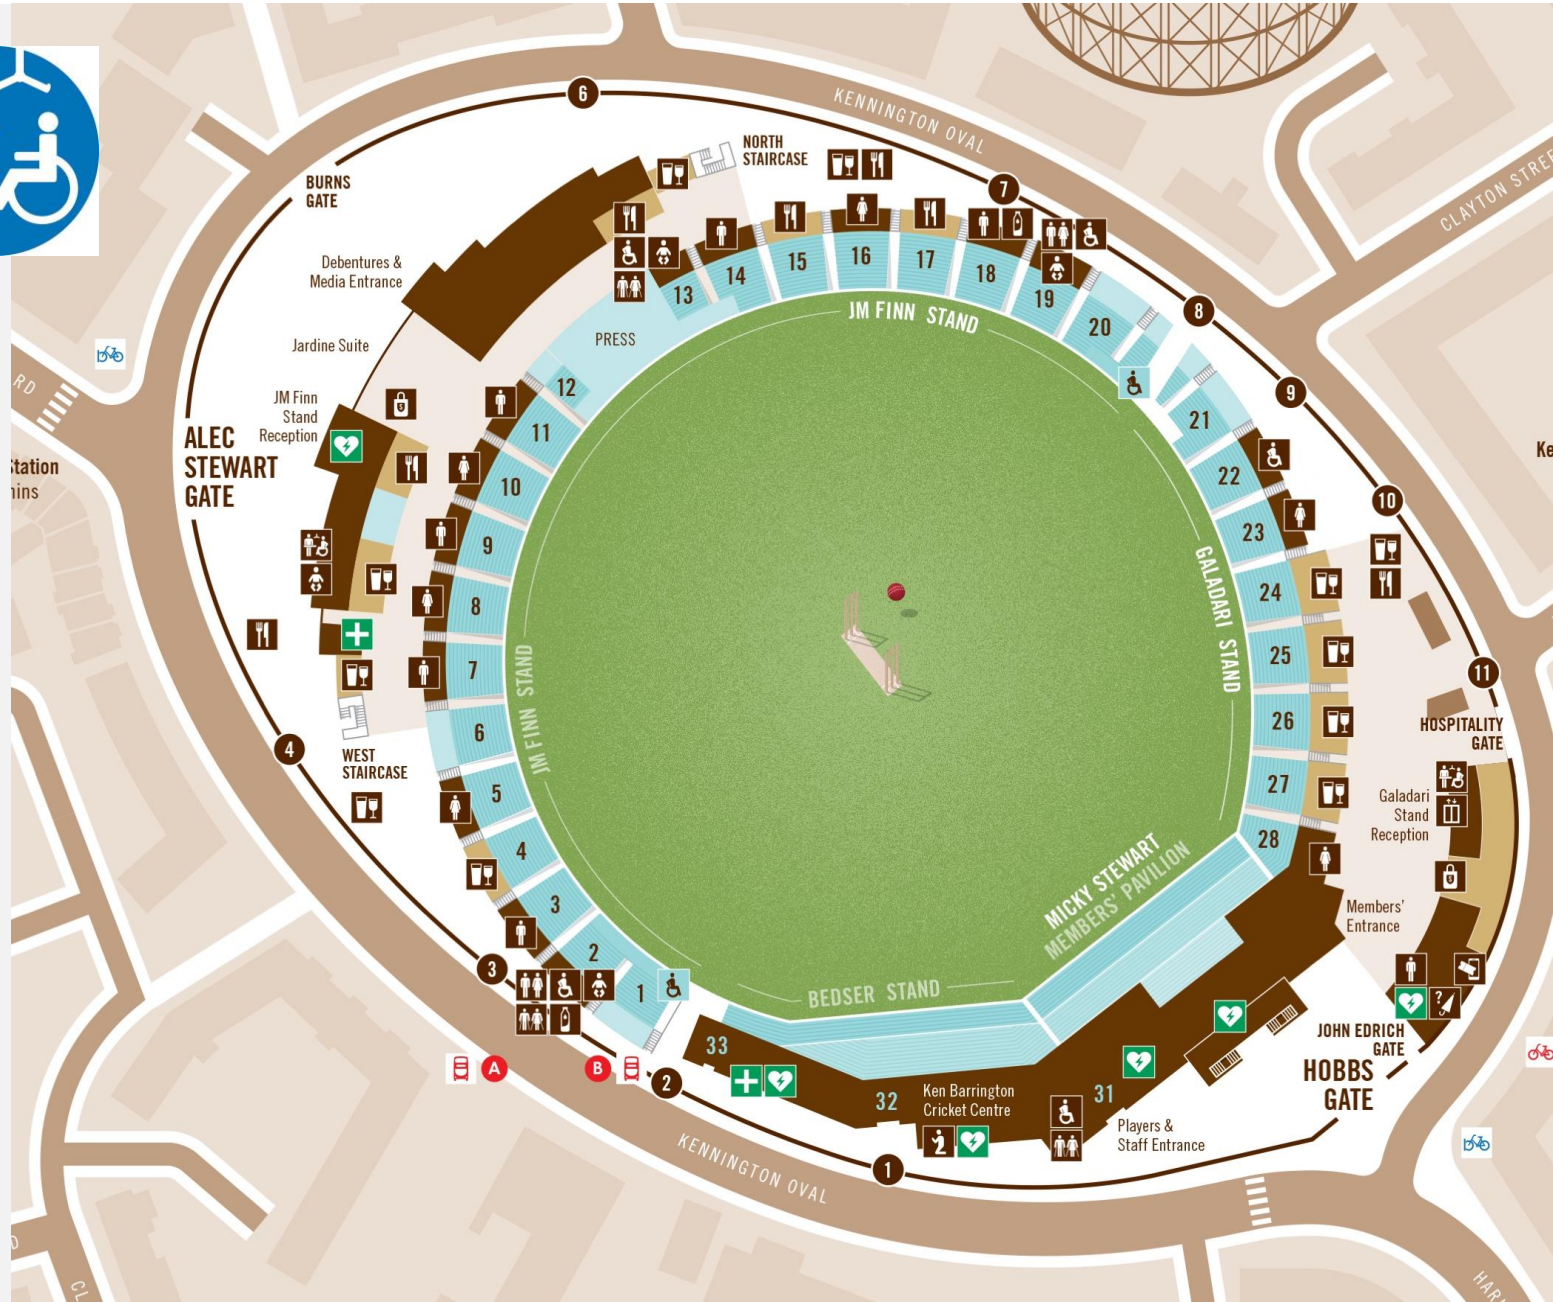 6
KENNINGTON OVAL
NORTH
STAIRCASE
BURNS
GATE
7
CLAYTON STREE
Debentures &
Media Entrance
13
14
15
16
17
18
19
20
8
JM FINN STAND
PRESS
Jardine Suite
RD
12
9
JM Finn
Stand
Reception
11
21
ALEC
STEWART
GATE
Station
Ke
10
22
10
23
9
GALADARI STAND
8
24
7
25
11
JM FINN STAND
6
26
HOSPITALITY
GATE
4
WEST
STAIRCASE
5
27
Galadari
Stand
Reception
4
28
MICKY STEWART
MEMBERS' PAVILION
3
Members'
Entrance
2
3
1
BEDSER STAND
33
JOHN EDRICH
GATE
HOBBS
GATE
A
B
2
32
Ken Barrington
Cricket Centre
31
Players &
Staff Entrance
KENNINGTON OVAL
1